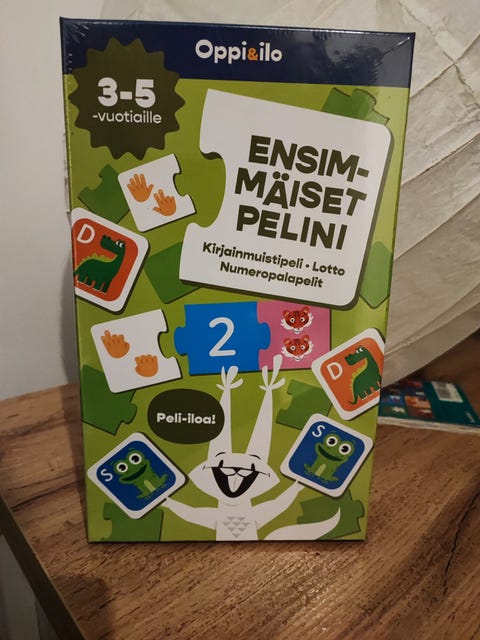 Oppi&ilo
3-5
-vuotiaille
ENSIM-
MÄISET
PELINI
Kirjainmuistipeli • Lotto
Numeropalapelit
D
2
D
Peli-iloa!
S
S